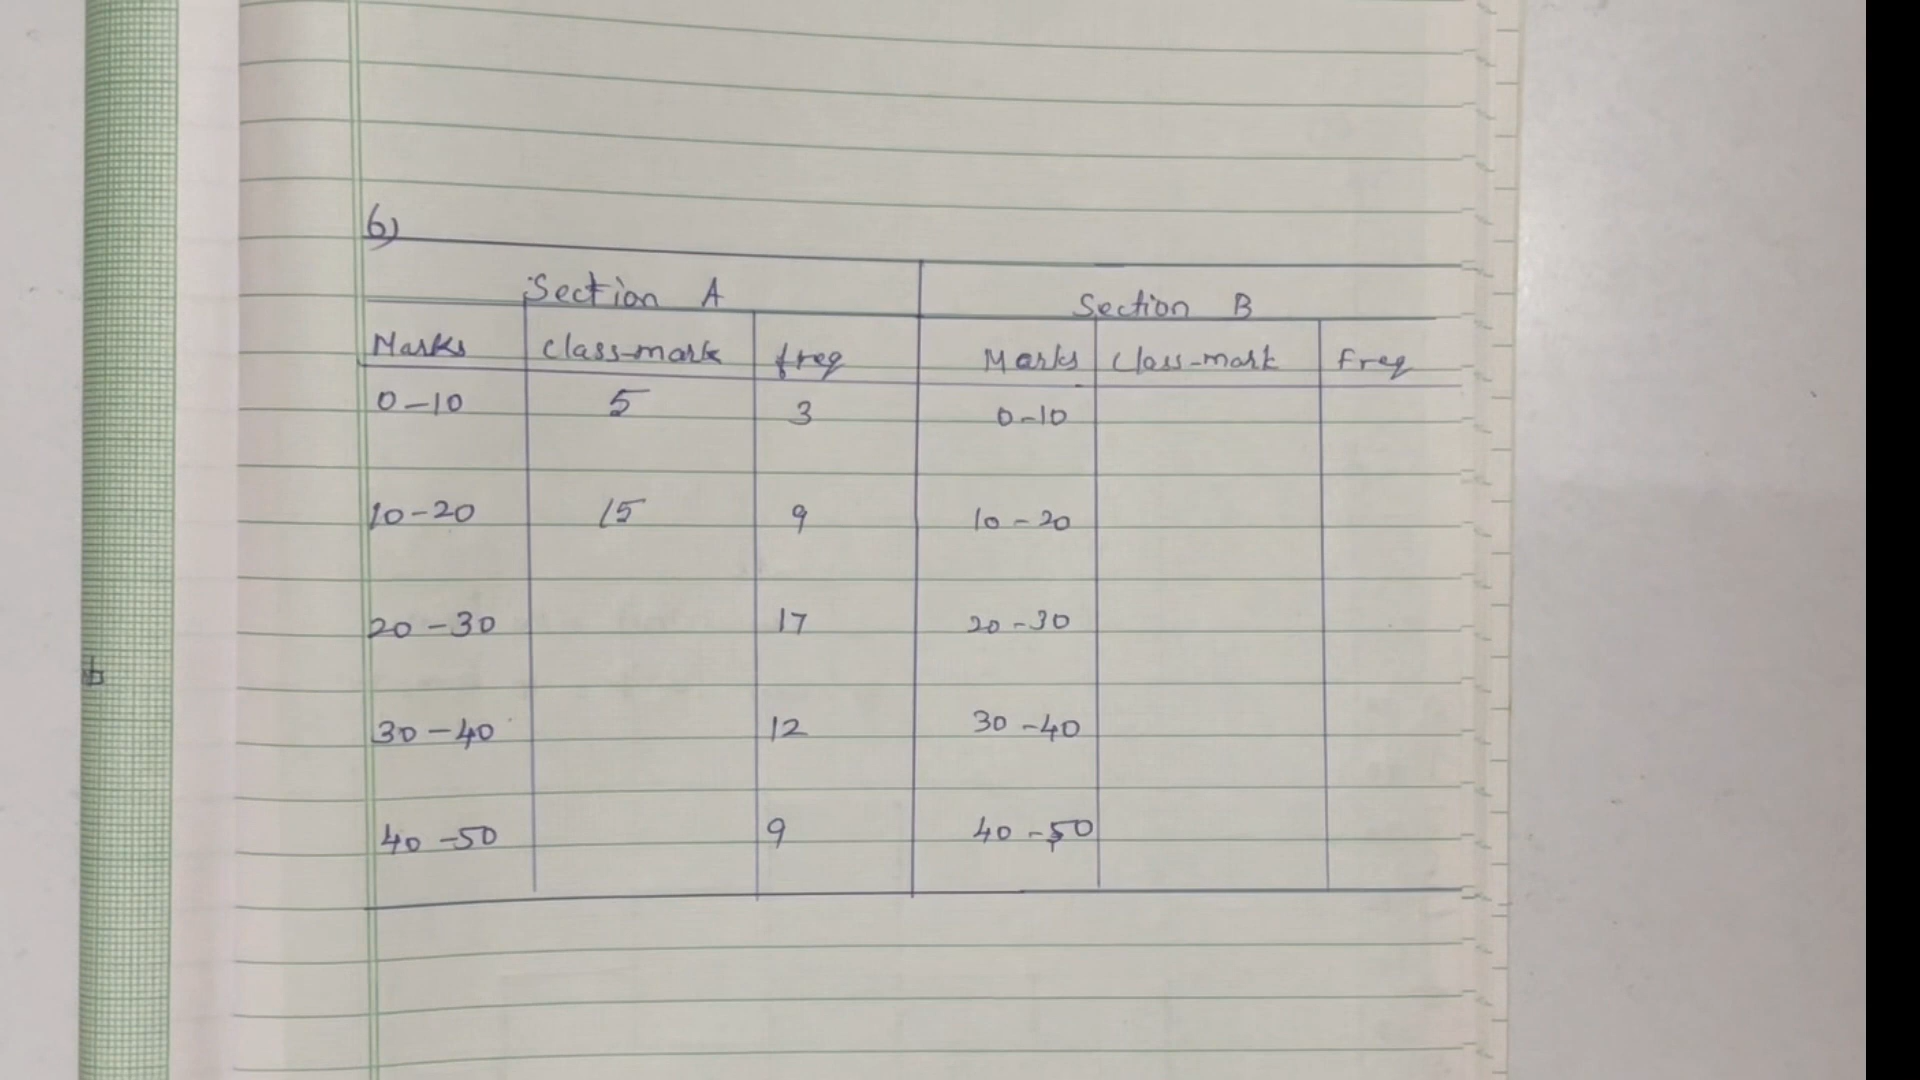 6)
Section A Section B
Marks class-mark freq Marks Class-mark Freq
0-10 5 3 0-10
10-20 15 9 10-20
20-30 17 20-30
30-40 12 30-40
40-50 9 40-50